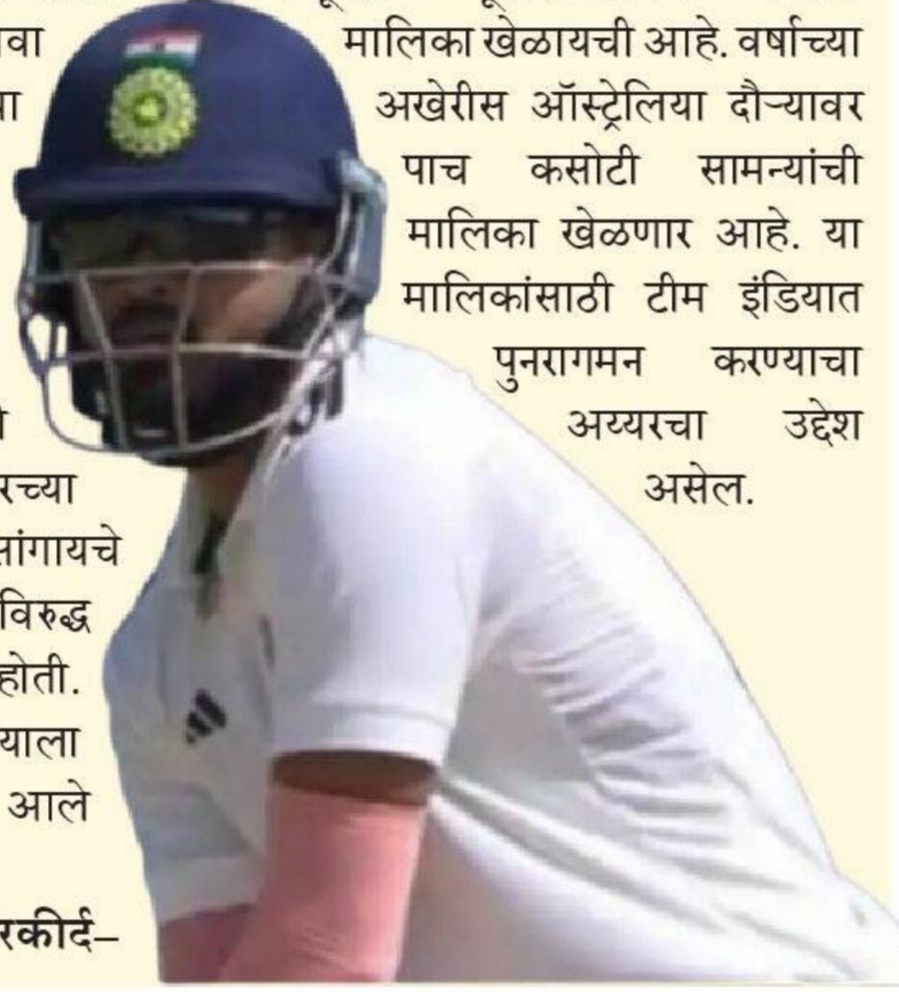 मालिका खेळायची आहे. वर्षाच्या
अखेरीस ऑस्ट्रेलिया दौऱ्यावर
पाच कसोटी सामन्यांची
मालिका खेळणार आहे. या
मालिकांसाठी टीम इंडियात
पुनरागमन करण्याचा
अय्यरचा उद्देश
असेल.
रच्या
सांगायचे
विरुद्ध
होती.
याला
आले
रकीर्द–